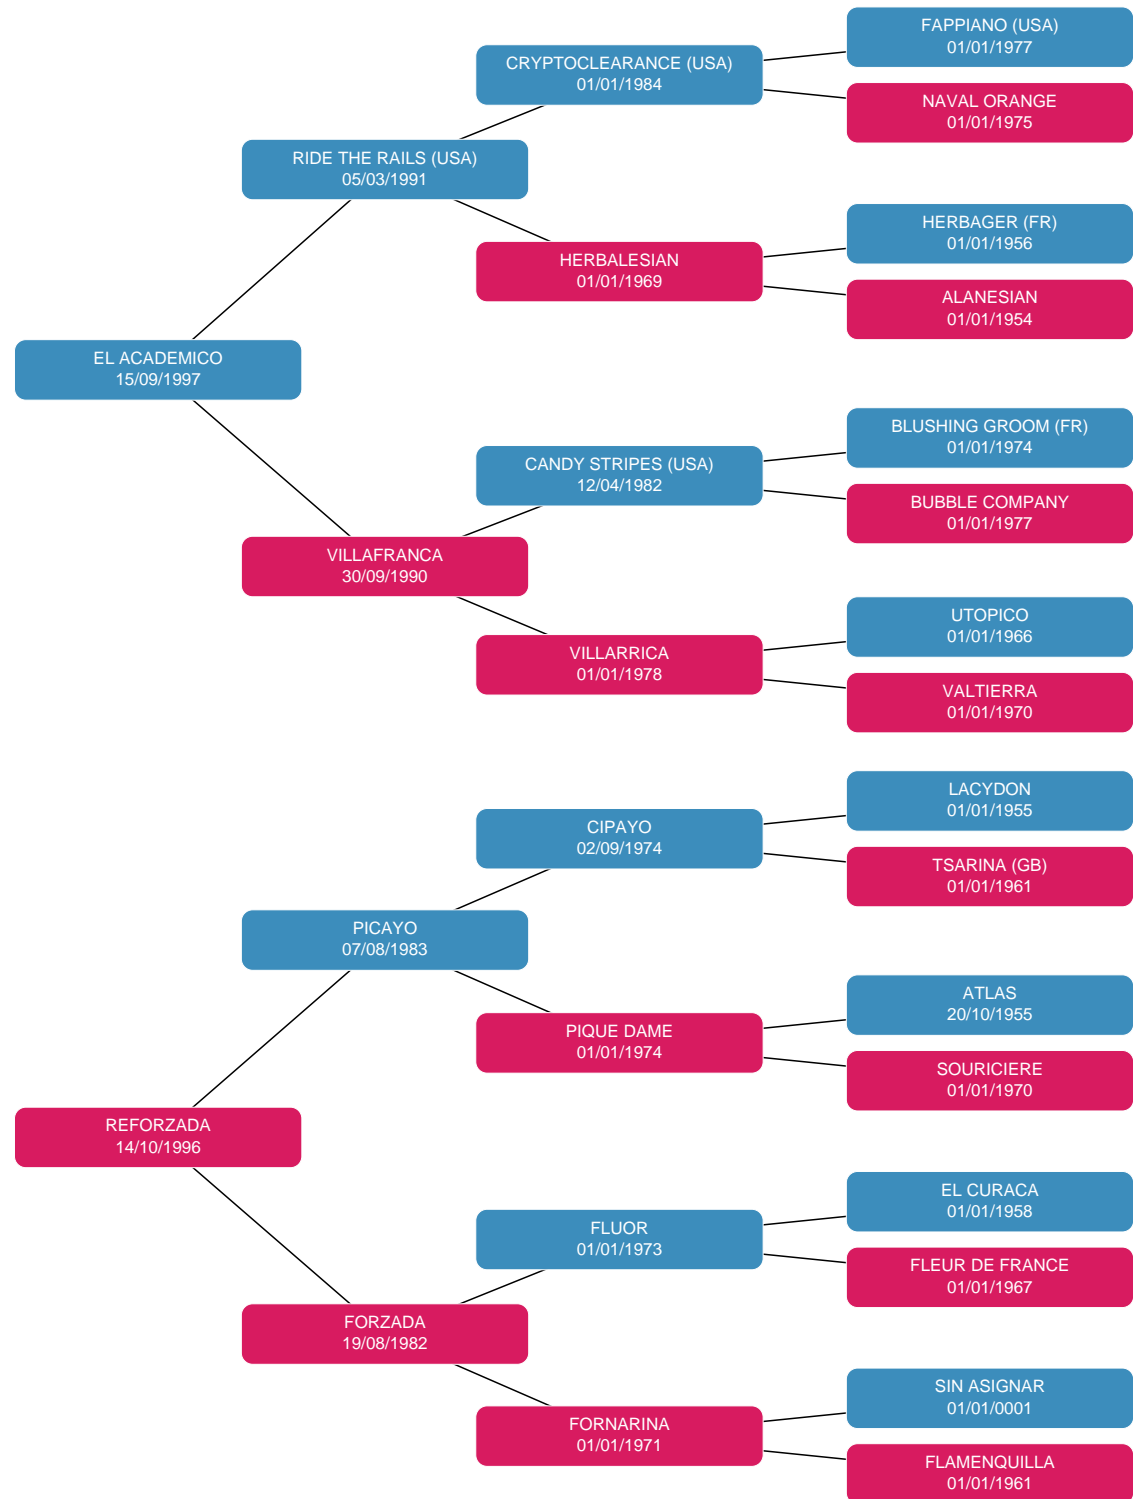 FAPPIANO (USA)
01/01/1977
CRYPTOCLEARANCE (USA)
01/01/1984
NAVAL ORANGE
01/01/1975
RIDE THE RAILS (USA)
05/03/1991
HERBAGER (FR)
01/01/1956
HERBALESIAN
01/01/1969
ALANESIAN
01/01/1954
EL ACADEMICO
15/09/1997
BLUSHING GROOM (FR)
01/01/1974
CANDY STRIPES (USA)
12/04/1982
BUBBLE COMPANY
01/01/1977
VILLAFRANCA
30/09/1990
UTOPICO
01/01/1966
VILLARRICA
01/01/1978
VALTIERRA
01/01/1970
LACYDON
01/01/1955
CIPAYO
02/09/1974
TSARINA (GB)
01/01/1961
PICAYO
07/08/1983
ATLAS
20/10/1955
PIQUE DAME
01/01/1974
SOURICIERE
01/01/1970
REFORZADA
14/10/1996
EL CURACA
01/01/1958
FLUOR
01/01/1973
FLEUR DE FRANCE
01/01/1967
FORZADA
19/08/1982
SIN ASIGNAR
01/01/0001
FORNARINA
01/01/1971
FLAMENQUILLA
01/01/1961